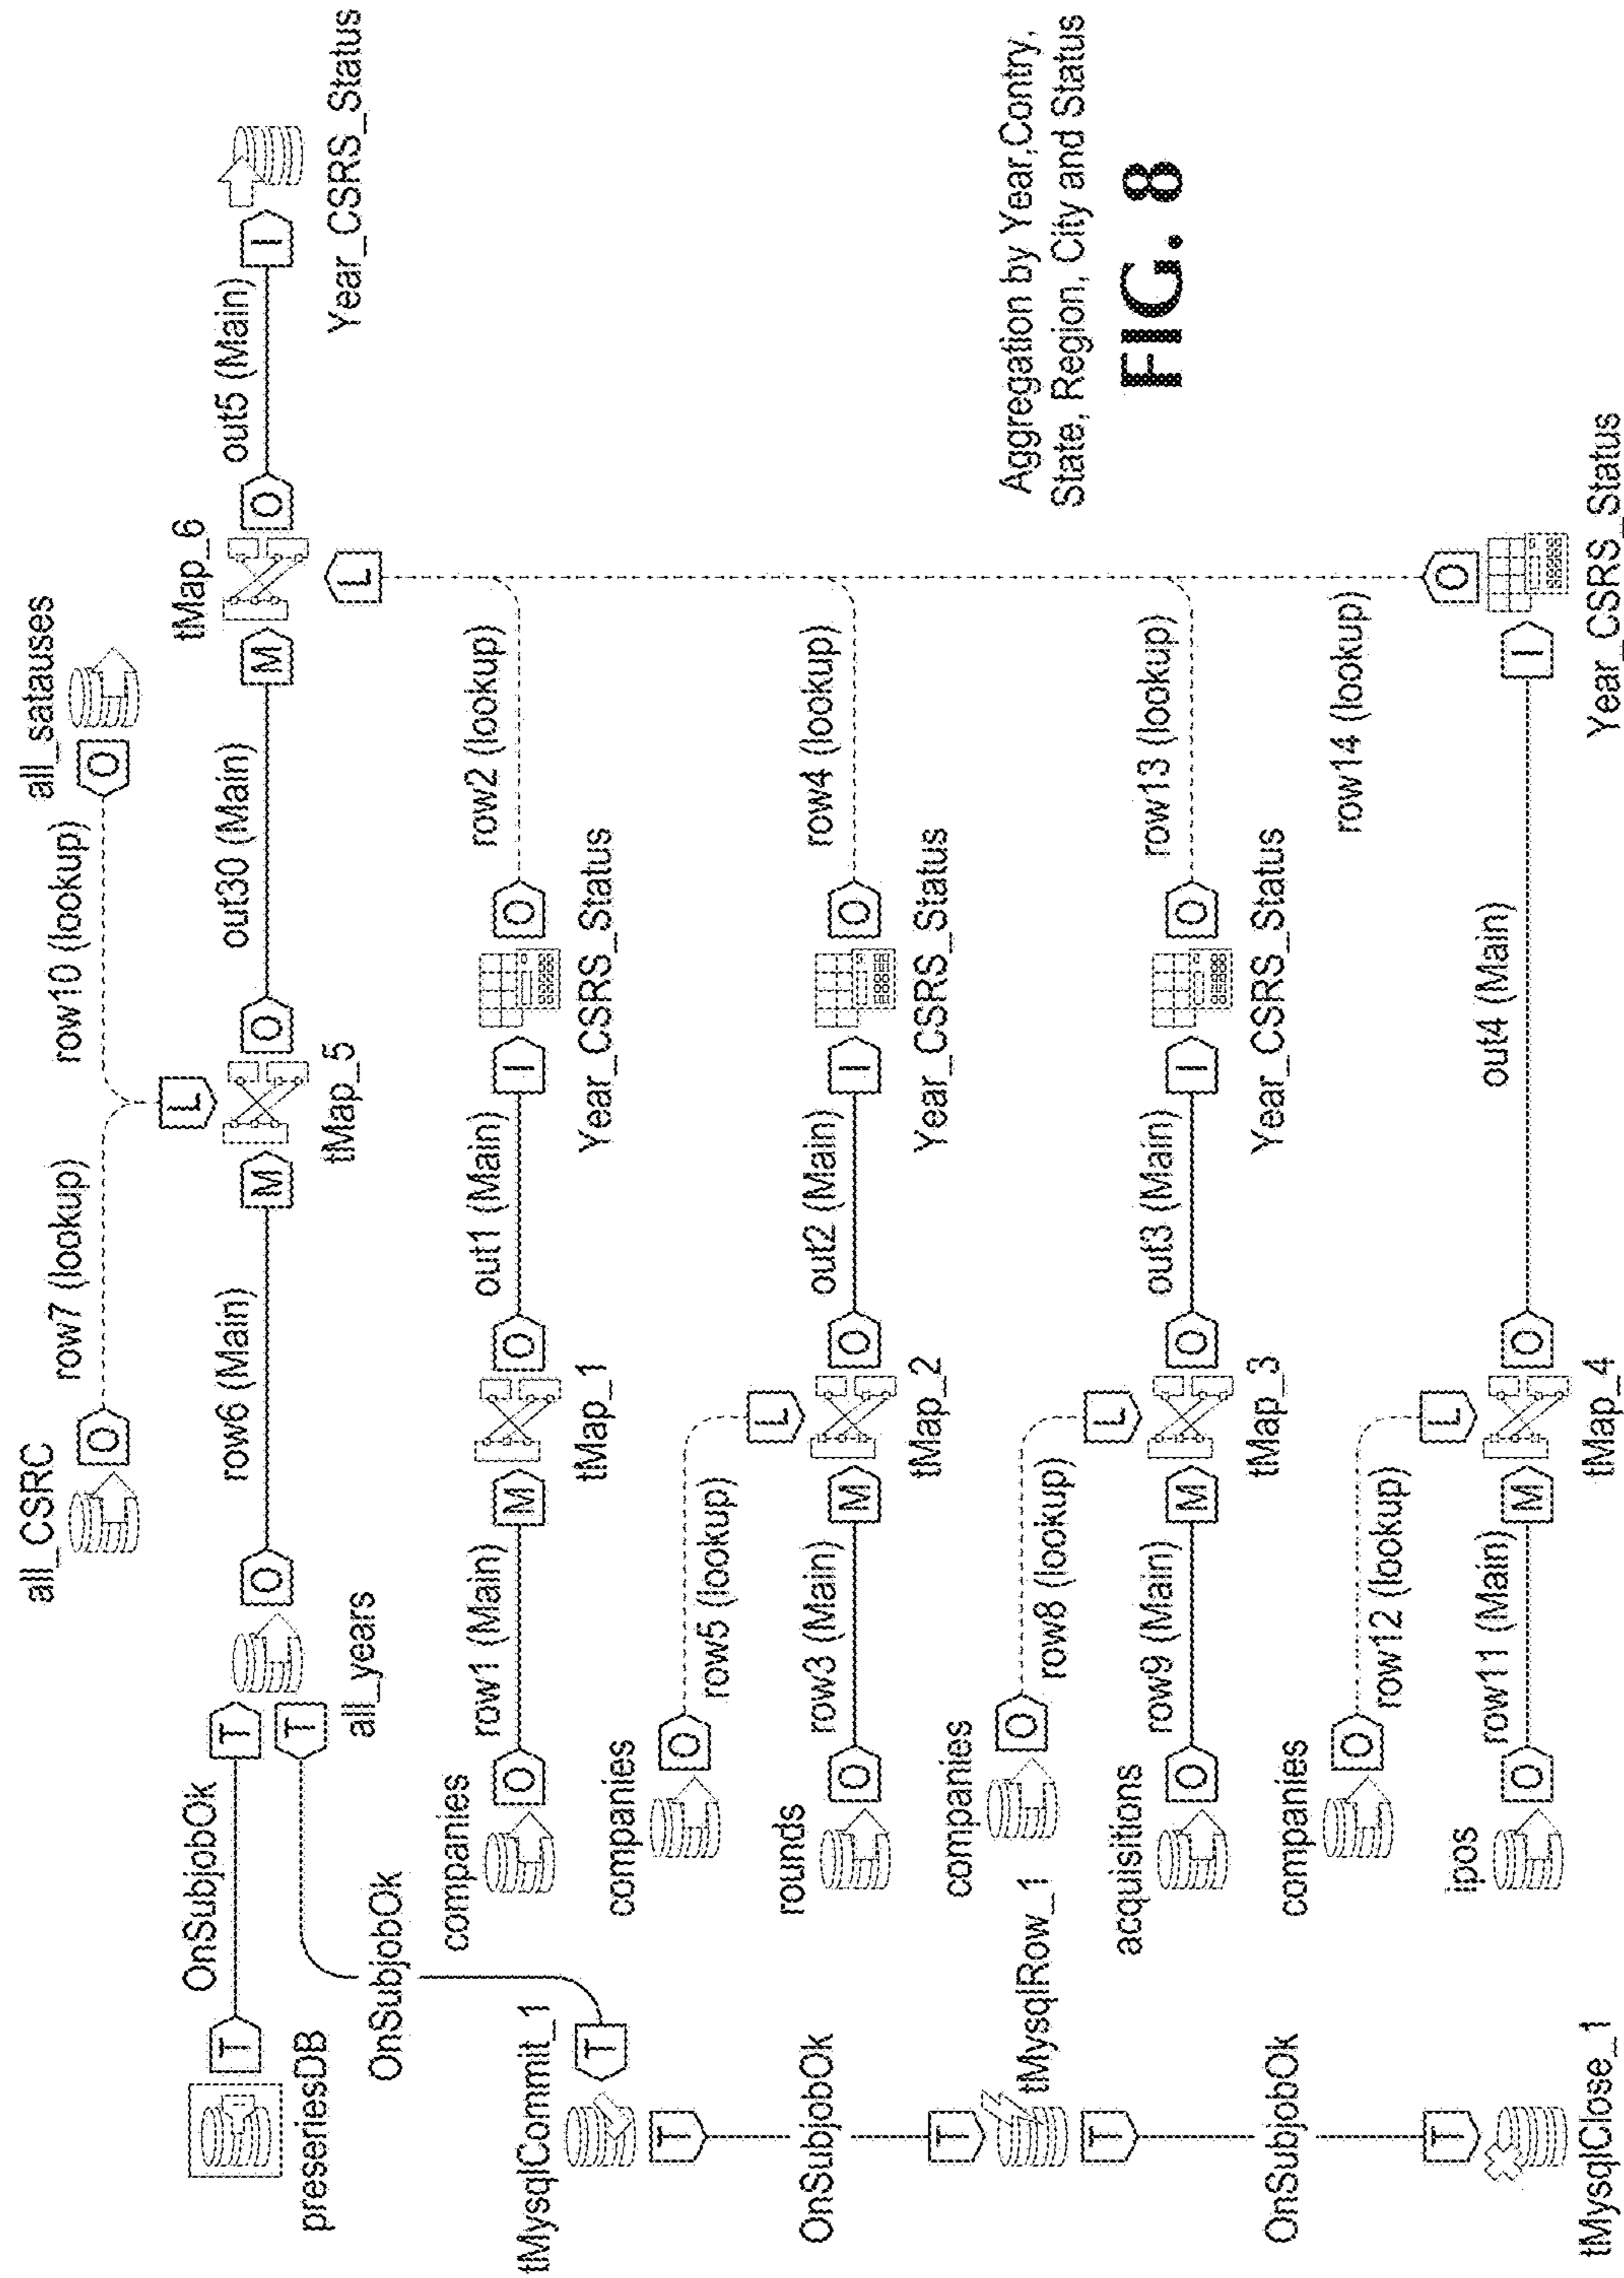 all_CSRC
row7 (lookup)
row10 (lookup)
all_satauses
O
O
L
preseriesDB
T
OnSubjobOk
T
T
all_years
O
row6 (Main)
M
tMap_5
O
out30 (Main)
M
tMap_6
O
out5 (Main)
I
Year_CSRS_Status
L
OnSubjobOk
tMysqlCommit_1
T
T
OnSubjobOk
T
tMysqlRow_1
T
OnSubjobOk
T
tMysqlClose_1
companies
O
row1 (Main)
M
tMap_1
O
out1 (Main)
I
Year_CSRS_Status
O
row2 (lookup)
companies
O
row5 (lookup)
L
rounds
O
row3 (Main)
M
tMap_2
O
out2 (Main)
I
Year_CSRS_Status
O
row4 (lookup)
companies
O
row8 (lookup)
L
acquisitions
O
row9 (Main)
M
tMap_3
O
out3 (Main)
I
Year_CSRS_Status
O
row13 (lookup)
companies
O
row12 (lookup)
L
ipos
O
row11 (Main)
M
tMap_4
O
out4 (Main)
I
Year_CSRS_Status
O
row14 (lookup)
Aggregation by Year,Contry,
State, Region, City and Status
FIG. 8